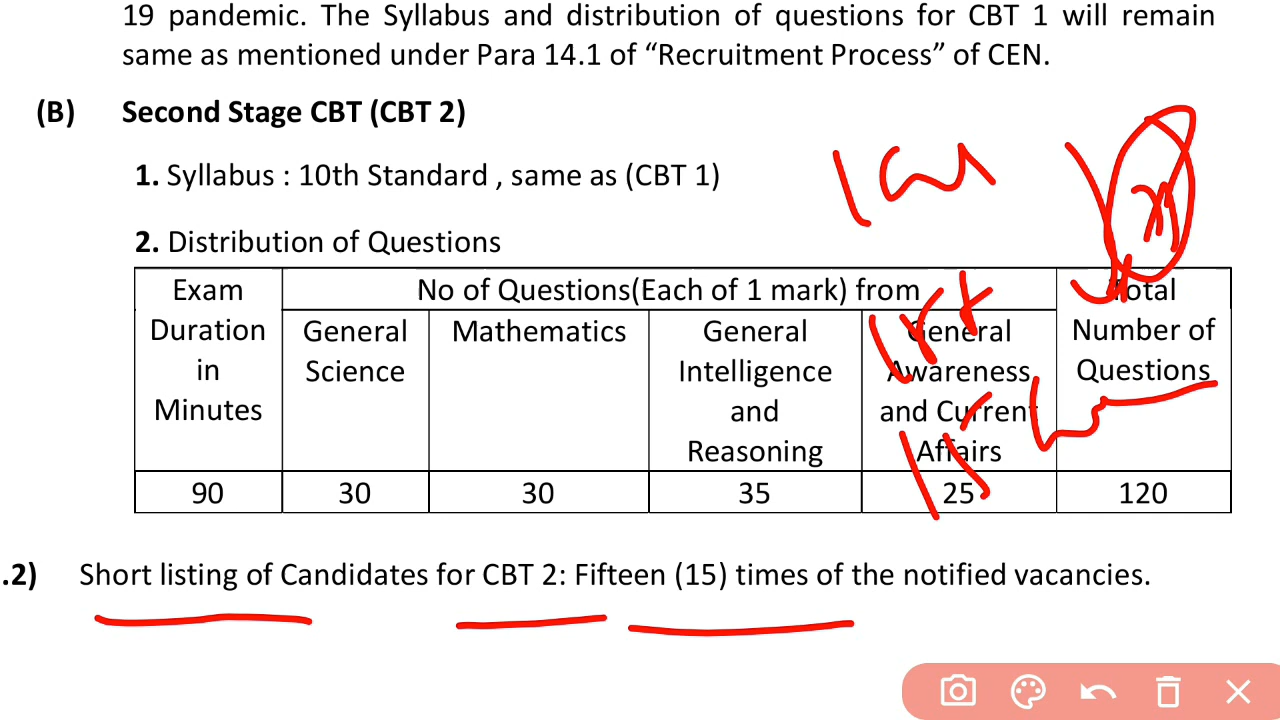 19 pandemic. The Syllabus and distribution of questions for CBT 1 will remain
same as mentioned under Para 14.1 of “Recruitment Process” of CEN.
(B) Second Stage CBT (CBT 2)
1. Syllabus : 10th Standard , same as (CBT 1)
2. Distribution of Questions
Exam Duration in Minutes
No of Questions(Each of 1 mark) from
General Science
Mathematics
General Intelligence and Reasoning
General Awareness and Current Affairs
Total Number of Questions
90 30 30 35 25 120
.2) Short listing of Candidates for CBT 2: Fifteen (15) times of the notified vacancies.